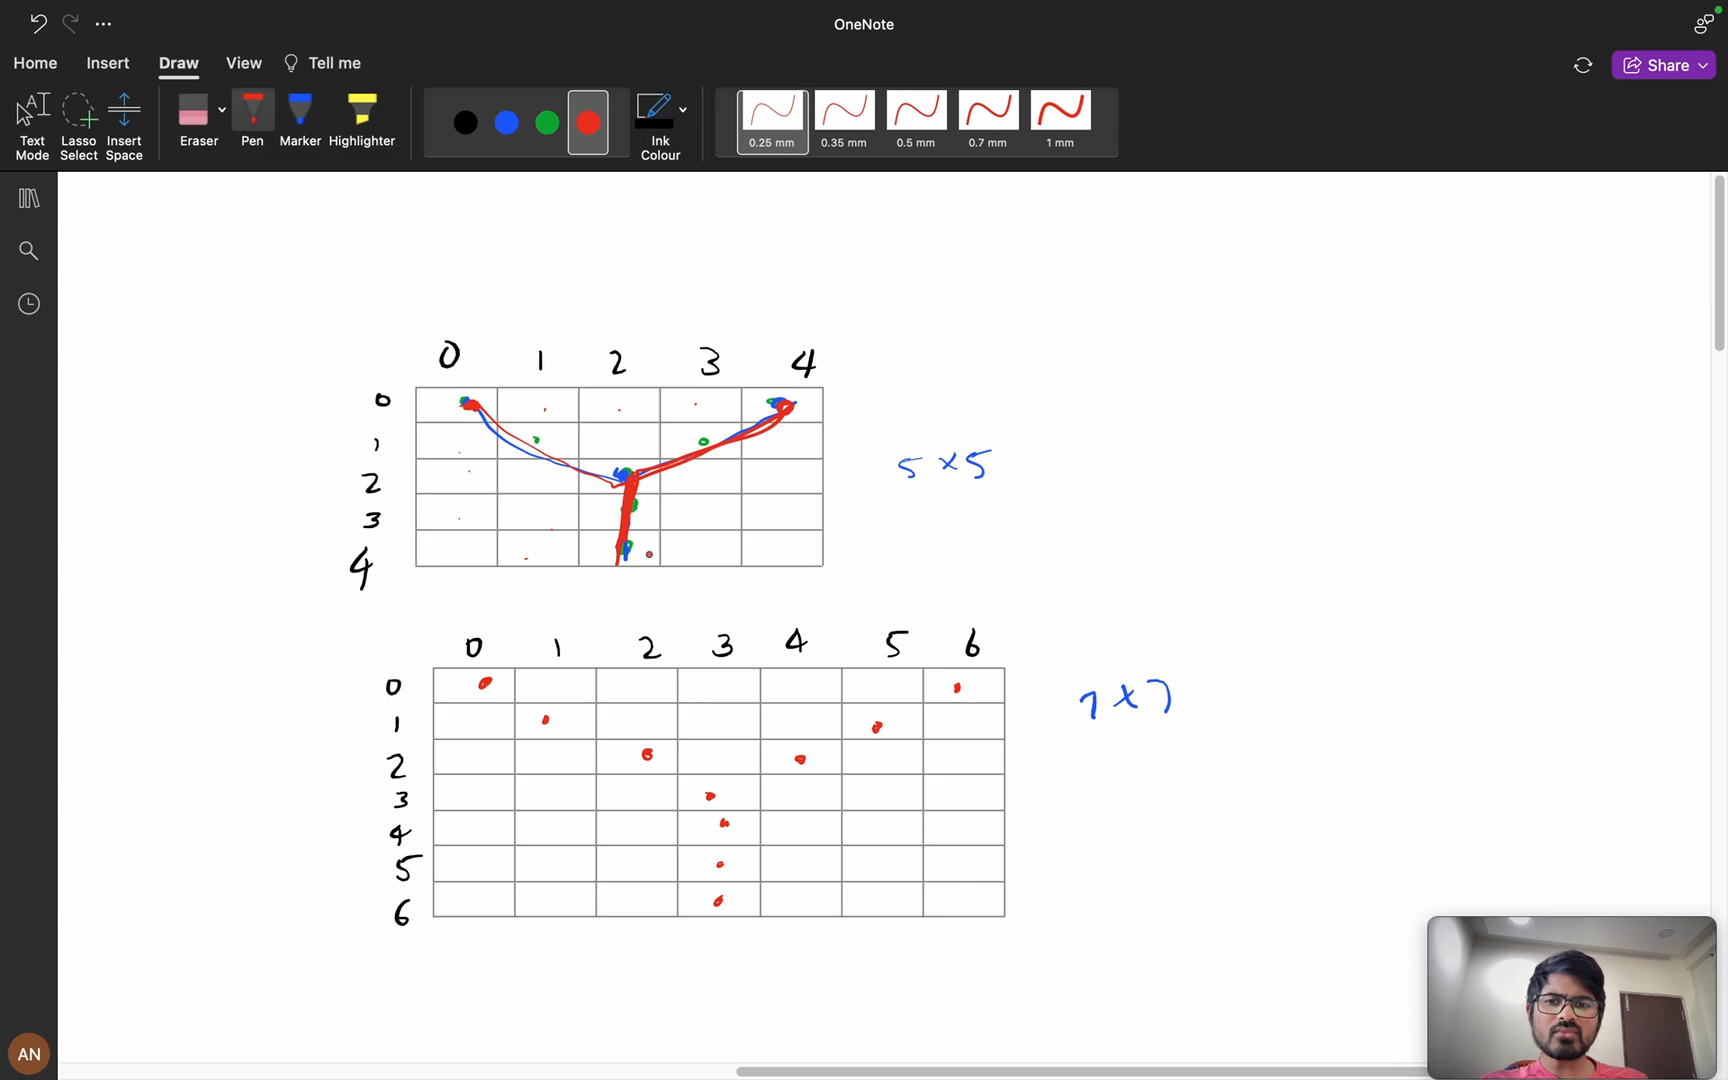 OneNote
Home Insert Draw View Tell me
Share
Text Mode
Lasso Select
Insert Space
Eraser
Pen
Marker
Highlighter
Ink Colour
0.25 mm
0.35 mm
0.5 mm
0.7 mm
1 mm
0 1 2 3 4
0
1
2
3
4
5 x 5
0 1 2 3 4 5 6
0
1
2
3
4
5
6
7 x 7
AN